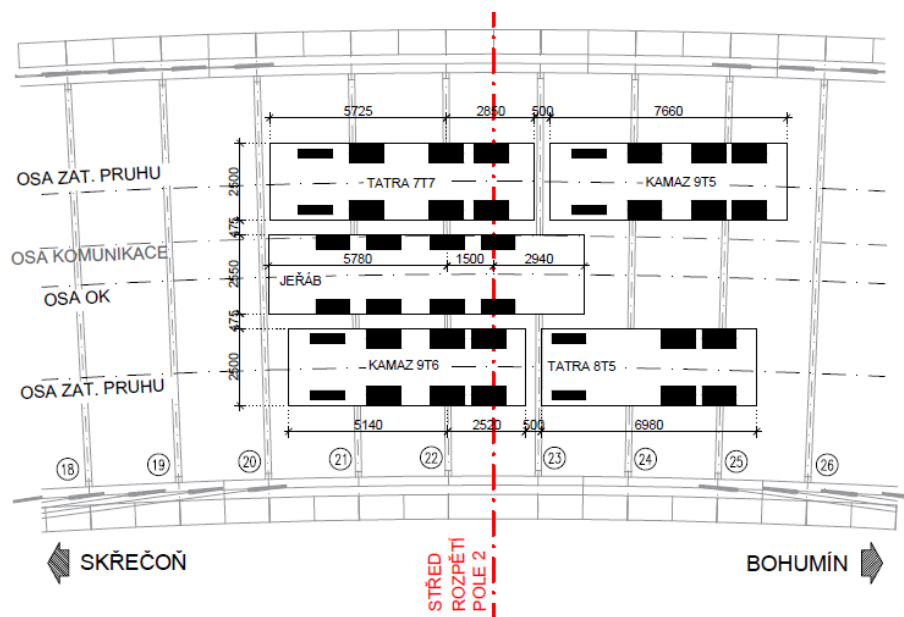 5725
2850
500
7660
OSA ZAT. PRUHU
2500
TATRA 7T7
KAMAZ 9T5
475
OSA KOMUNIKACE
5780
1500
2940
2550
JEŘÁB
OSA OK
475
KAMAZ 9T6
TATRA 8T5
2500
OSA ZAT. PRUHU
5140
2520
500
6980
18
19
20
21
22
23
24
25
26
SKŘEČOŇ
STŘED
ROZPĚTÍ
POLE 2
BOHUMÍN